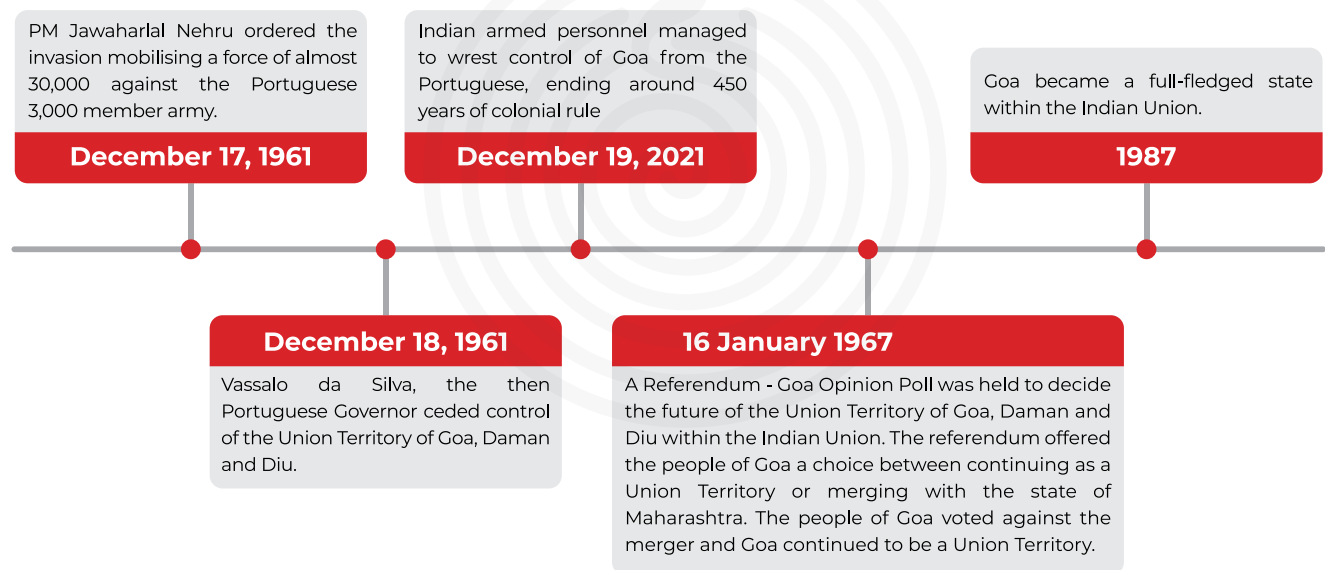 PM Jawaharlal Nehru ordered the
invasion mobilising a force of almost
30,000 against the Portuguese
3,000 member army.
December 17, 1961
Vassalo da Silva, the then
Portuguese Governor ceded control
of the Union Territory of Goa, Daman
and Diu.
December 18, 1961
Indian armed personnel managed
to wrest control of Goa from the
Portuguese, ending around 450
years of colonial rule
December 19, 2021
16 January 1967
A Referendum - Goa Opinion Poll was held to decide
the future of the Union Territory of Goa, Daman and
Diu within the Indian Union. The referendum offered
the people of Goa a choice between continuing as a
Union Territory or merging with the state of
Maharashtra. The people of Goa voted against the
merger and Goa continued to be a Union Territory.
Goa became a full-fledged state
within the Indian Union.
1987